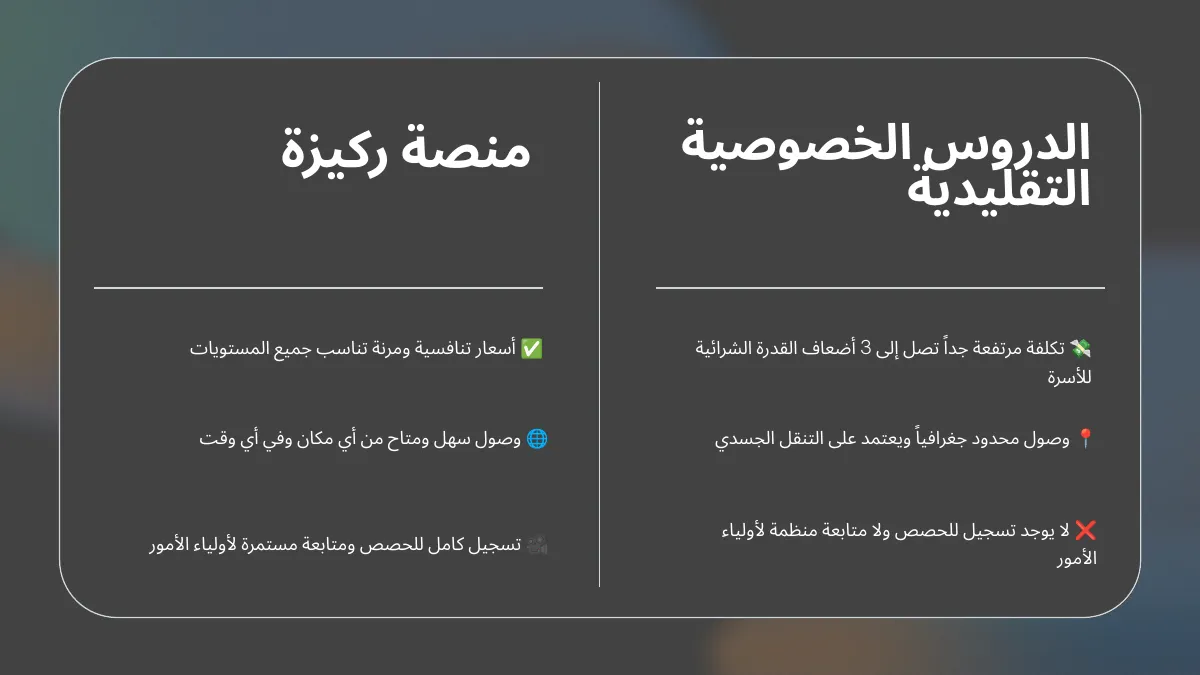 الدروس الخصوصية
التقليدية
💸 تكلفة مرتفعة جداً تصل إلى 3 أضعاف القدرة الشرائية
للأسرة
📍 وصول محدود جغرافياً ويعتمد على التنقل الجسدي
❌ لا يوجد تسجيل للحصص ولا متابعة منظمة لأولياء
الأمور
منصة ركيزة
✅ أسعار تنافسية ومرنة تناسب جميع المستويات
🌐 وصول سهل ومتاح من أي مكان وفي أي وقت
🎥 تسجيل كامل للحصص ومتابعة مستمرة لأولياء الأمور